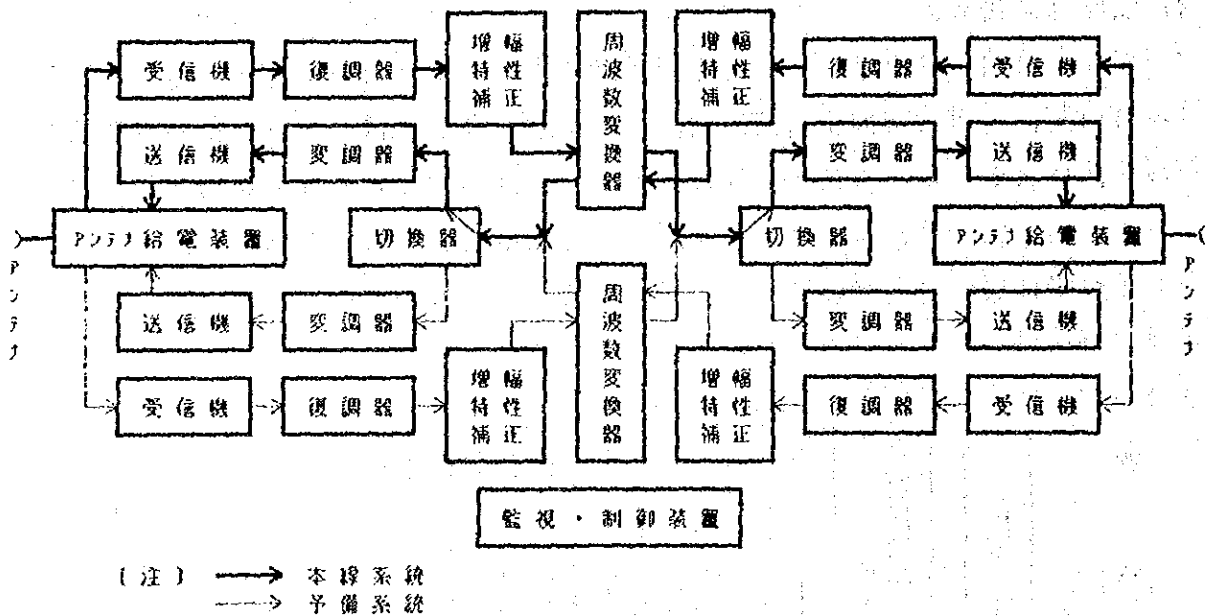 受信機
復調器
増幅
特性
補正
周波数変換器
増幅
特性
補正
復調器
受信機
送信機
変調器
変調器
送信機
アンテナ給電装置
切換器
切換器
アンテナ給電装置
アンテナ
アンテナ
送信機
変調器
周波数変換器
変調器
送信機
受信機
復調器
増幅
特性
補正
増幅
特性
補正
復調器
受信機
監視・制御装置
(注) 本線系統
予備系統